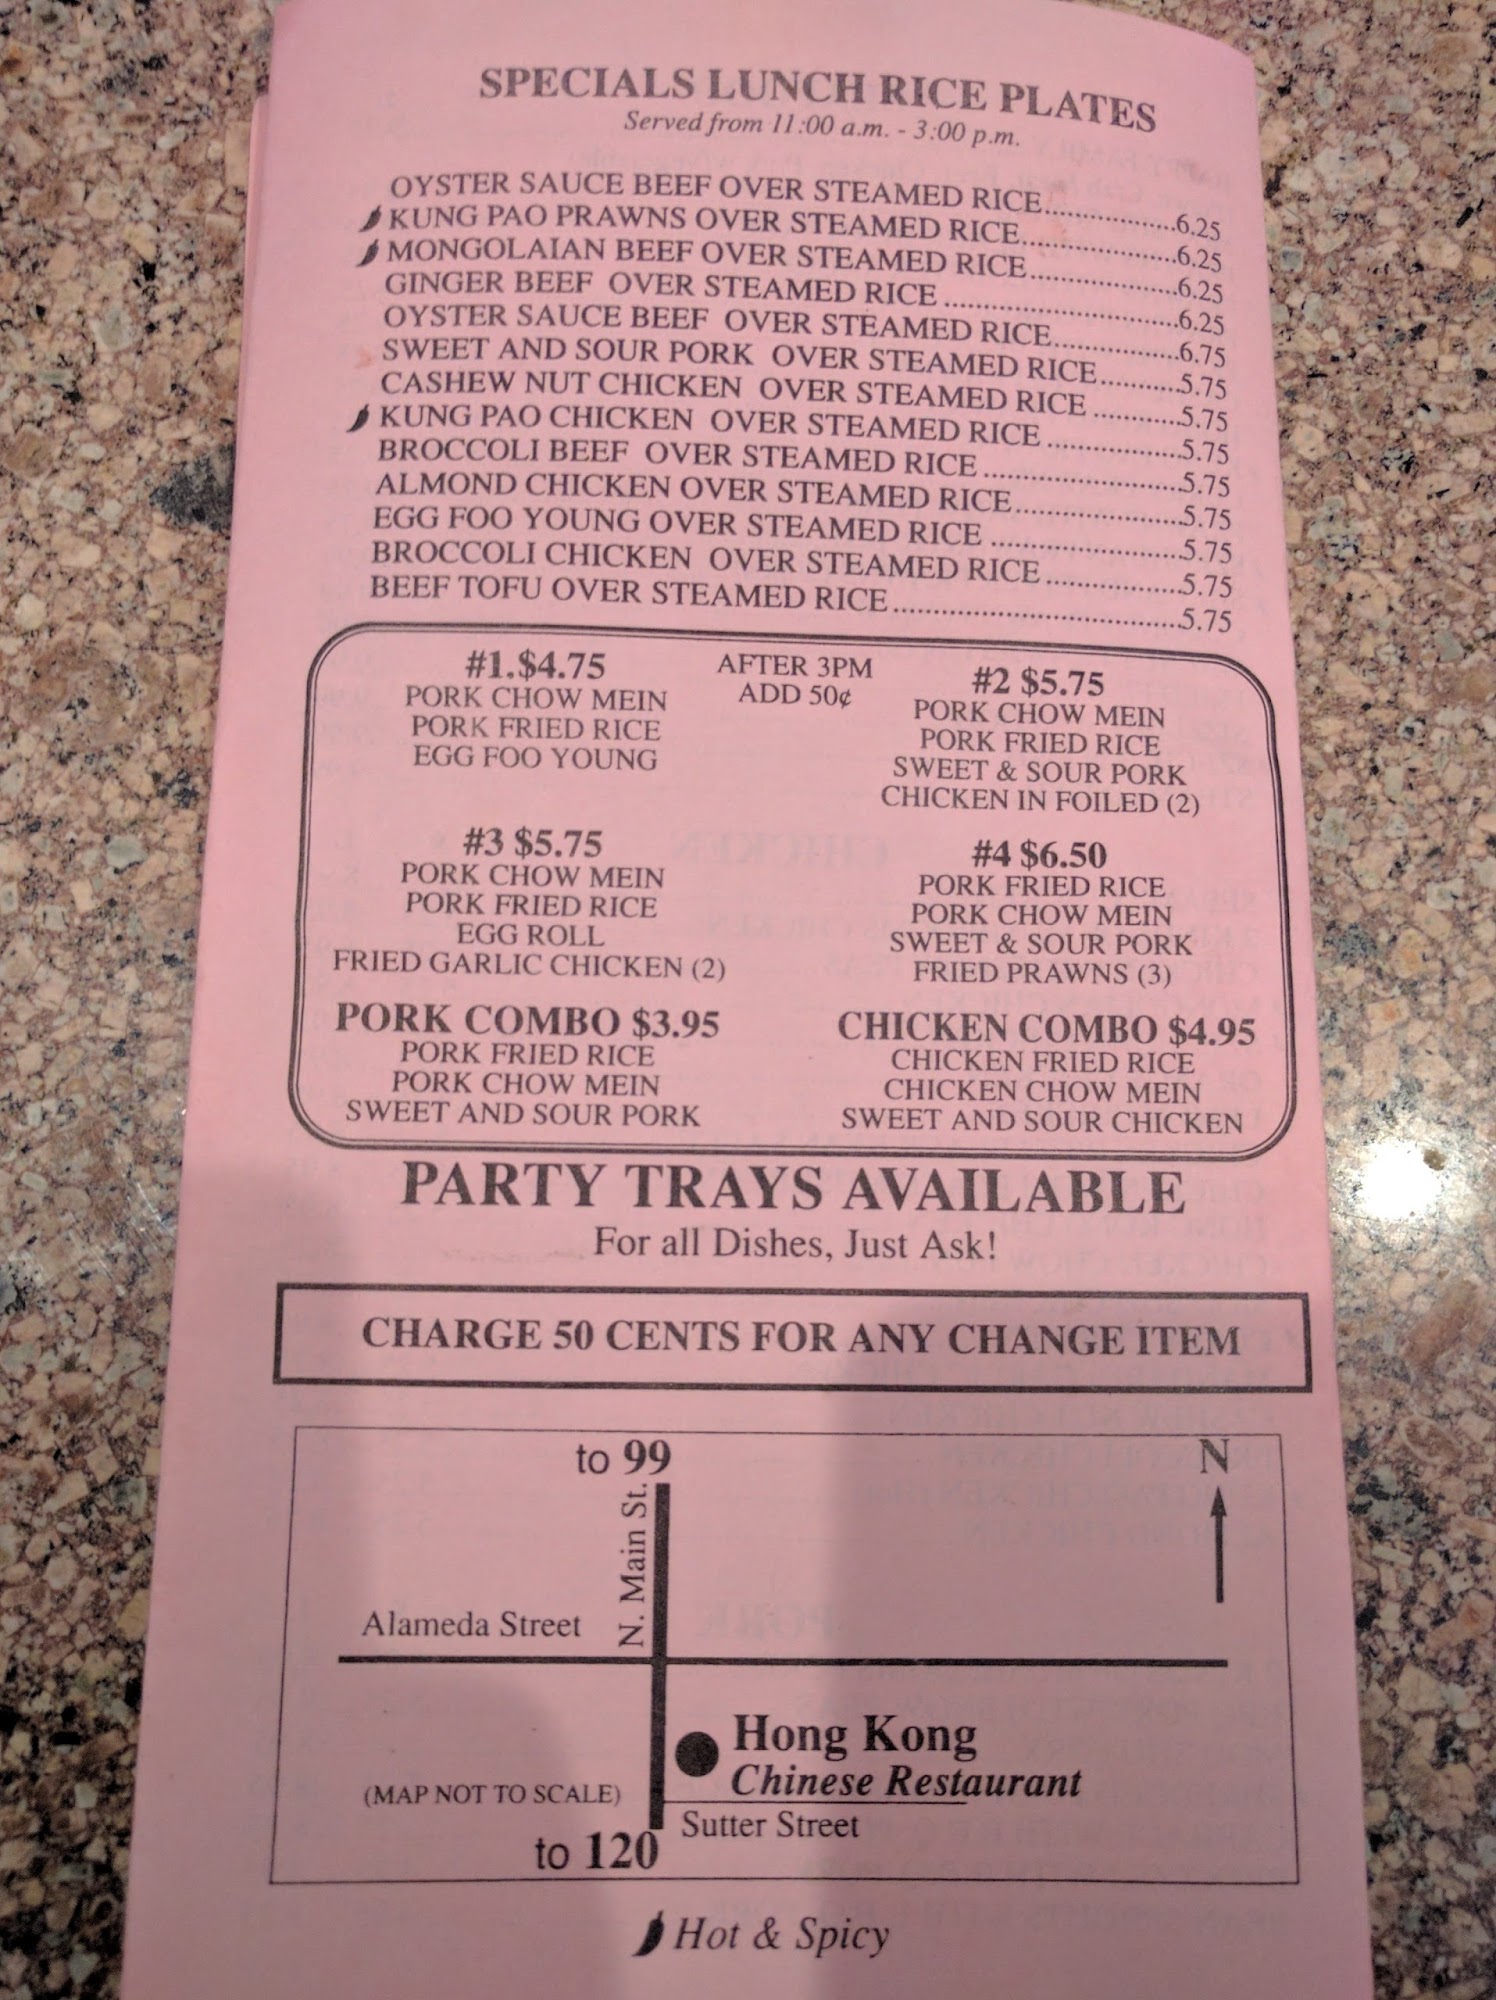 SPECIALS LUNCH RICE PLATES
Served from 11:00 a.m. - 3:00 p.m.
OYSTER SAUCE BEEF OVER STEAMED RICE....................6.25
KUNG PAO PRAWNS OVER STEAMED RICE.......................6.25
MONGOLAIAN BEEF OVER STEAMED RICE......................6.25
GINGER BEEF OVER STEAMED RICE ...................................6.25
OYSTER SAUCE BEEF OVER STEAMED RICE...................6.75
SWEET AND SOUR PORK OVER STEAMED RICE............5.75
CASHEW NUT CHICKEN OVER STEAMED RICE .............5.75
KUNG PAO CHICKEN OVER STEAMED RICE ....................5.75
BROCCOLI BEEF OVER STEAMED RICE ..............................5.75
ALMOND CHICKEN OVER STEAMED RICE.........................5.75
EGG FOO YOUNG OVER STEAMED RICE ............................5.75
BROCCOLI CHICKEN OVER STEAMED RICE ....................5.75
BEEF TOFU OVER STEAMED RICE...........................................5.75
#1.$4.75
PORK CHOW MEIN
PORK FRIED RICE
EGG FOO YOUNG
AFTER 3PM
ADD 50¢
#2 $5.75
PORK CHOW MEIN
PORK FRIED RICE
SWEET & SOUR PORK
CHICKEN IN FOILED (2)
#3 $5.75
PORK CHOW MEIN
PORK FRIED RICE
EGG ROLL
FRIED GARLIC CHICKEN (2)
#4 $6.50
PORK FRIED RICE
PORK CHOW MEIN
SWEET & SOUR PORK
FRIED PRAWNS (3)
PORK COMBO $3.95
PORK FRIED RICE
PORK CHOW MEIN
SWEET AND SOUR PORK
CHICKEN COMBO $4.95
CHICKEN FRIED RICE
CHICKEN CHOW MEIN
SWEET AND SOUR CHICKEN
PARTY TRAYS AVAILABLE
For all Dishes, Just Ask!
CHARGE 50 CENTS FOR ANY CHANGE ITEM
to 99
N
N. Main St.
Alameda Street
Hong Kong
Chinese Restaurant
(MAP NOT TO SCALE)
Sutter Street
to 120
Hot & Spicy